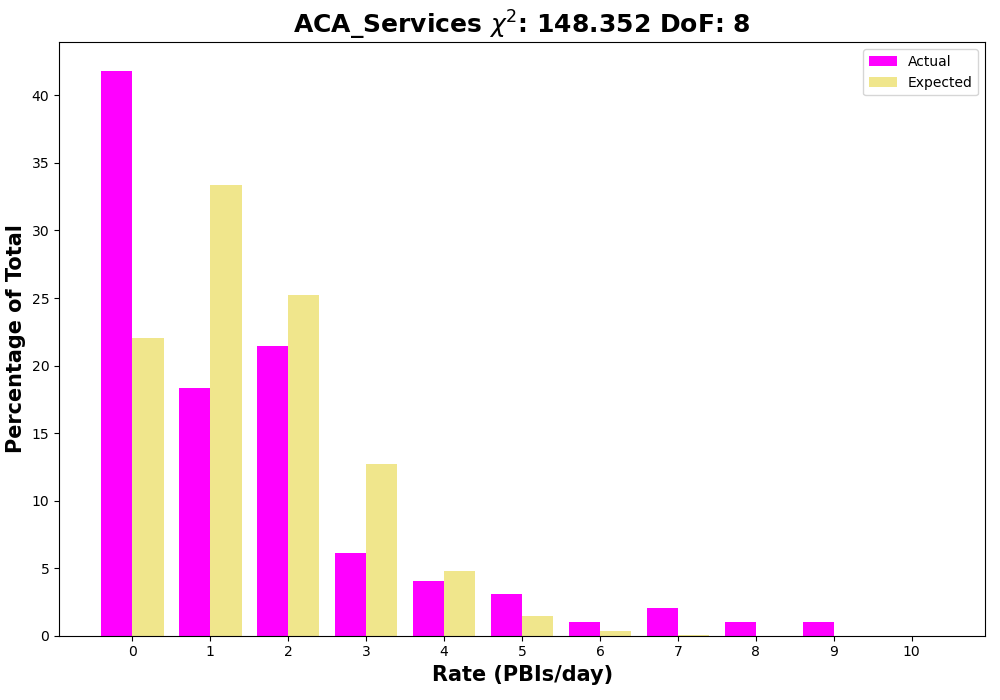 ACA_Services χ²: 148.352 DoF: 8
Actual
Expected
Percentage of Total
40
35
30
25
20
15
10
5
0
0 1 2 3 4 5 6 7 8 9 10
Rate (PBIs/day)